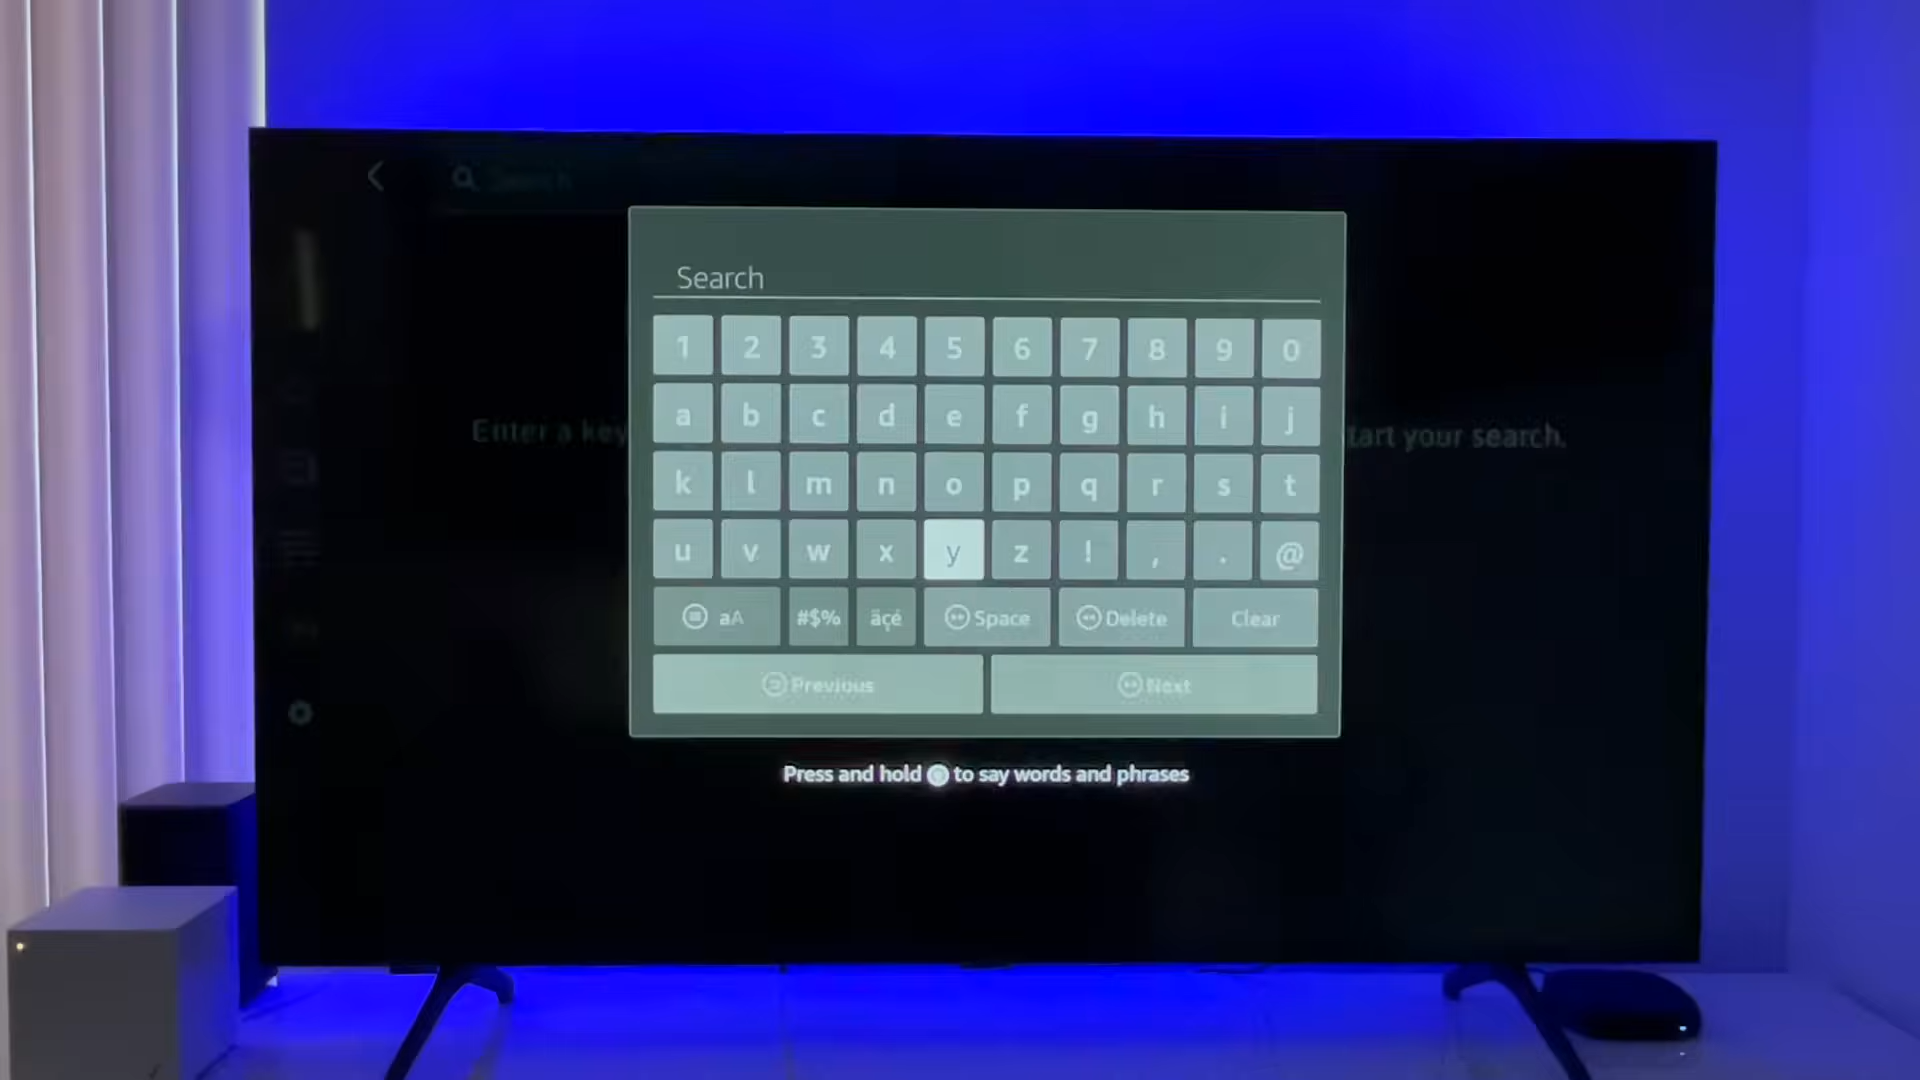 Search
Search
1 2 3 4 5 6 7 8 9 0
a b c d e f g h i j
Enter a key
tart your search.
k l m n o p q r s t
u v w x y z ! , . @
aA #$% äçé Space Delete Clear
Previous Next
Press and hold to say words and phrases